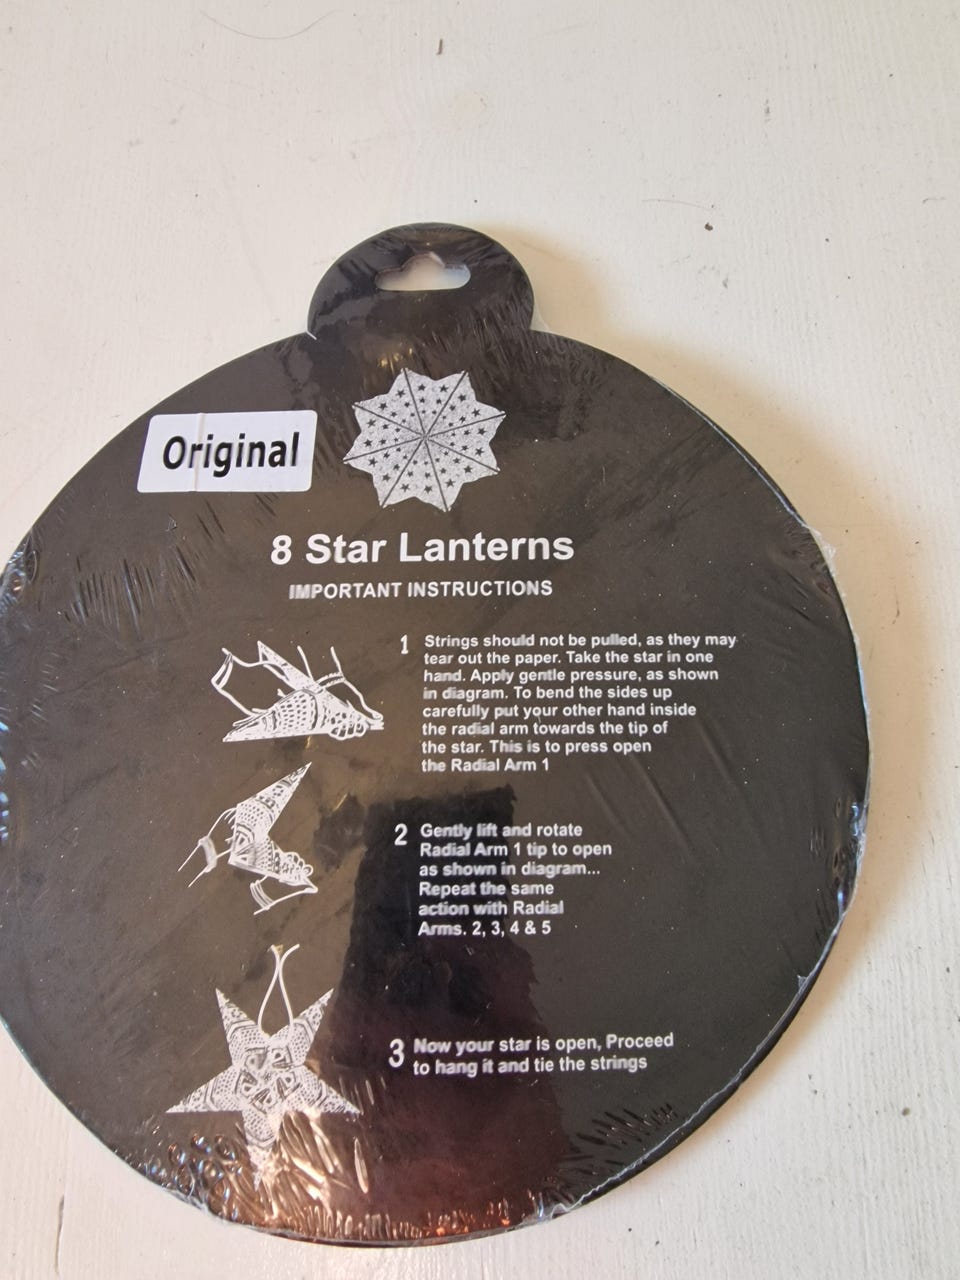 Original
8 Star Lanterns
IMPORTANT INSTRUCTIONS
1 Strings should not be pulled, as they may
tear out the paper. Take the star in one
hand. Apply gentle pressure, as shown
in diagram. To bend the sides up
carefully put your other hand inside
the radial arm towards the tip of
the star. This is to press open
the Radial Arm 1
2 Gently lift and rotate
Radial Arm 1 tip to open
as shown in diagram...
Repeat the same
action with Radial
Arms. 2, 3, 4 & 5
3 Now your star is open, Proceed
to hang it and tie the strings